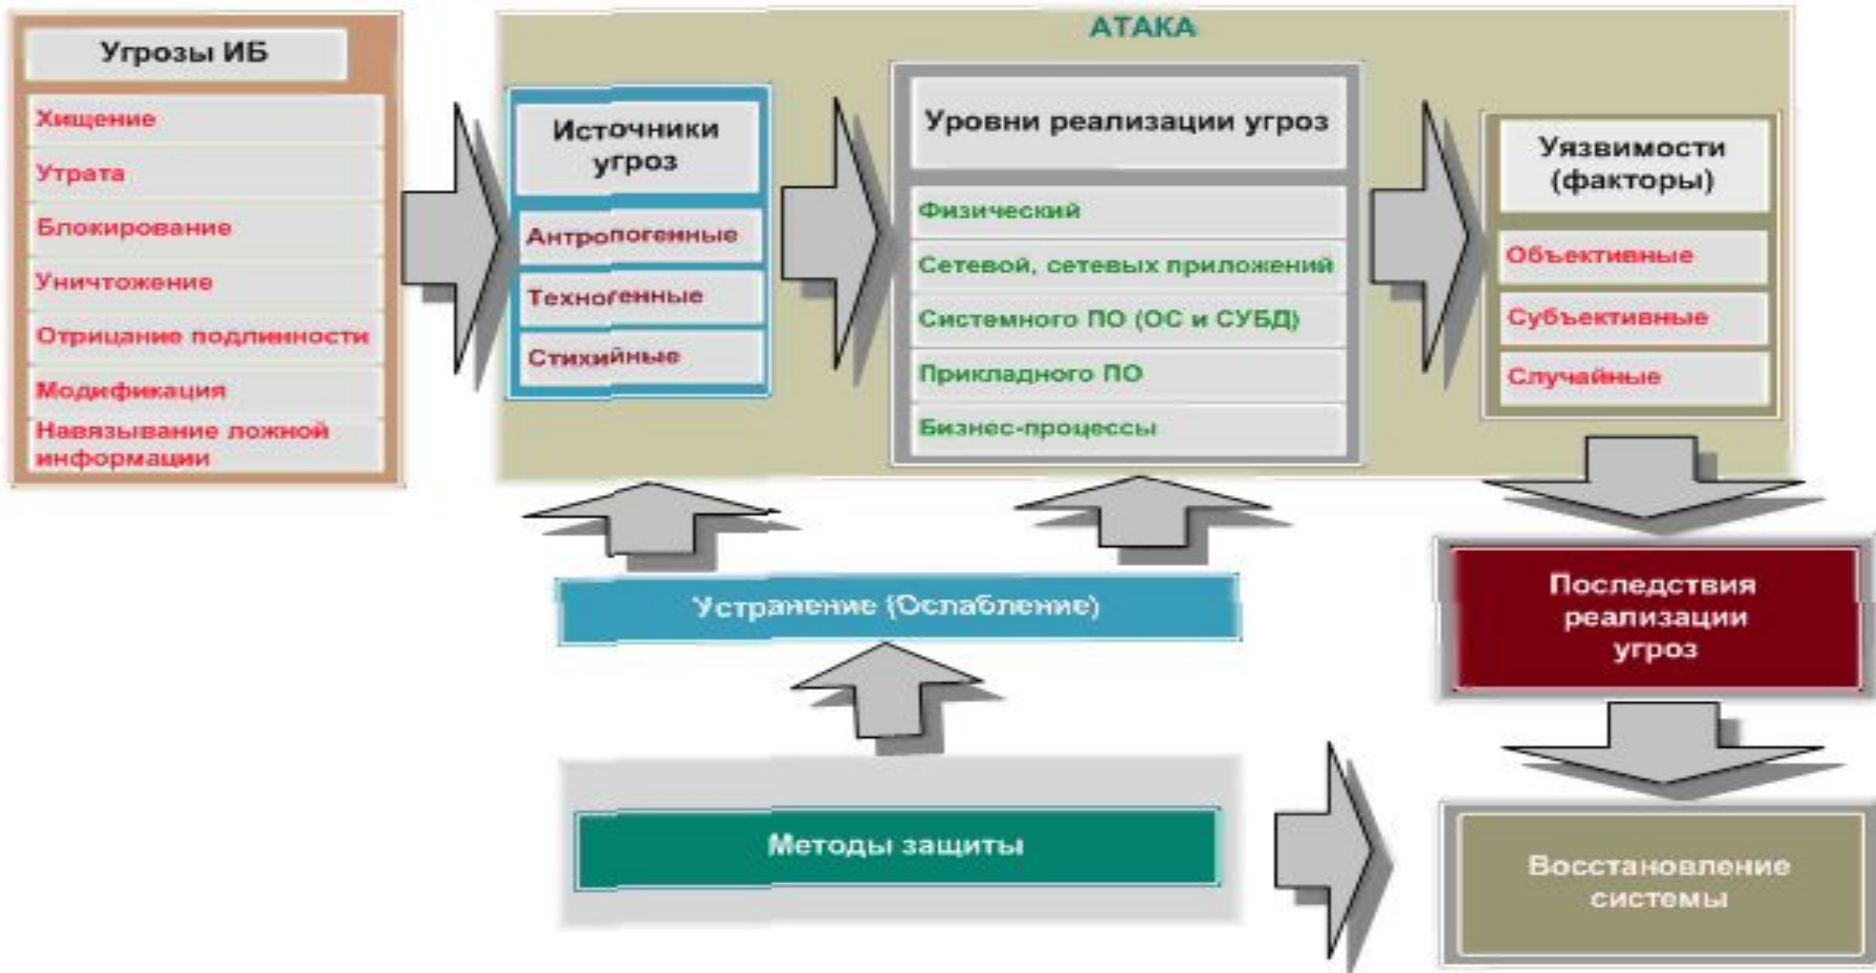 Угрозы ИБ
Хищение
Утрата
Блокирование
Уничтожение
Отрицание подлинности
Модификация
Навязывание ложной
информации
АТАКА
Источники
угроз
Антропогенные
Техногенные
Стихийные
Уровни реализации угроз
Физический
Сетевой, сетевых приложений
Системного ПО (ОС и СУБД)
Прикладного ПО
Бизнес-процессы
Уязвимости
(факторы)
Объективные
Субъективные
Случайные
Устранение (Ослабление)
Последствия
реализации
угроз
Методы защиты
Восстановление
системы